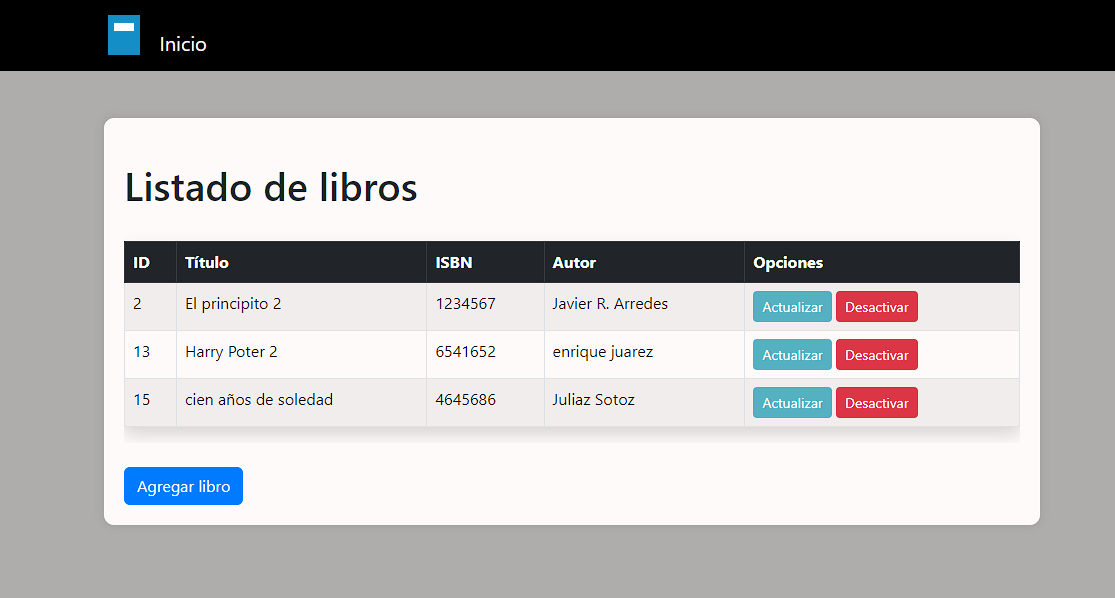 Inicio
Listado de libros
ID Título ISBN Autor Opciones
2 El principito 2 1234567 Javier R. Arredes Actualizar Desactivar
13 Harry Poter 2 6541652 enrique juarez Actualizar Desactivar
15 cien años de soledad 4645686 Juliaz Sotoz Actualizar Desactivar
Agregar libro